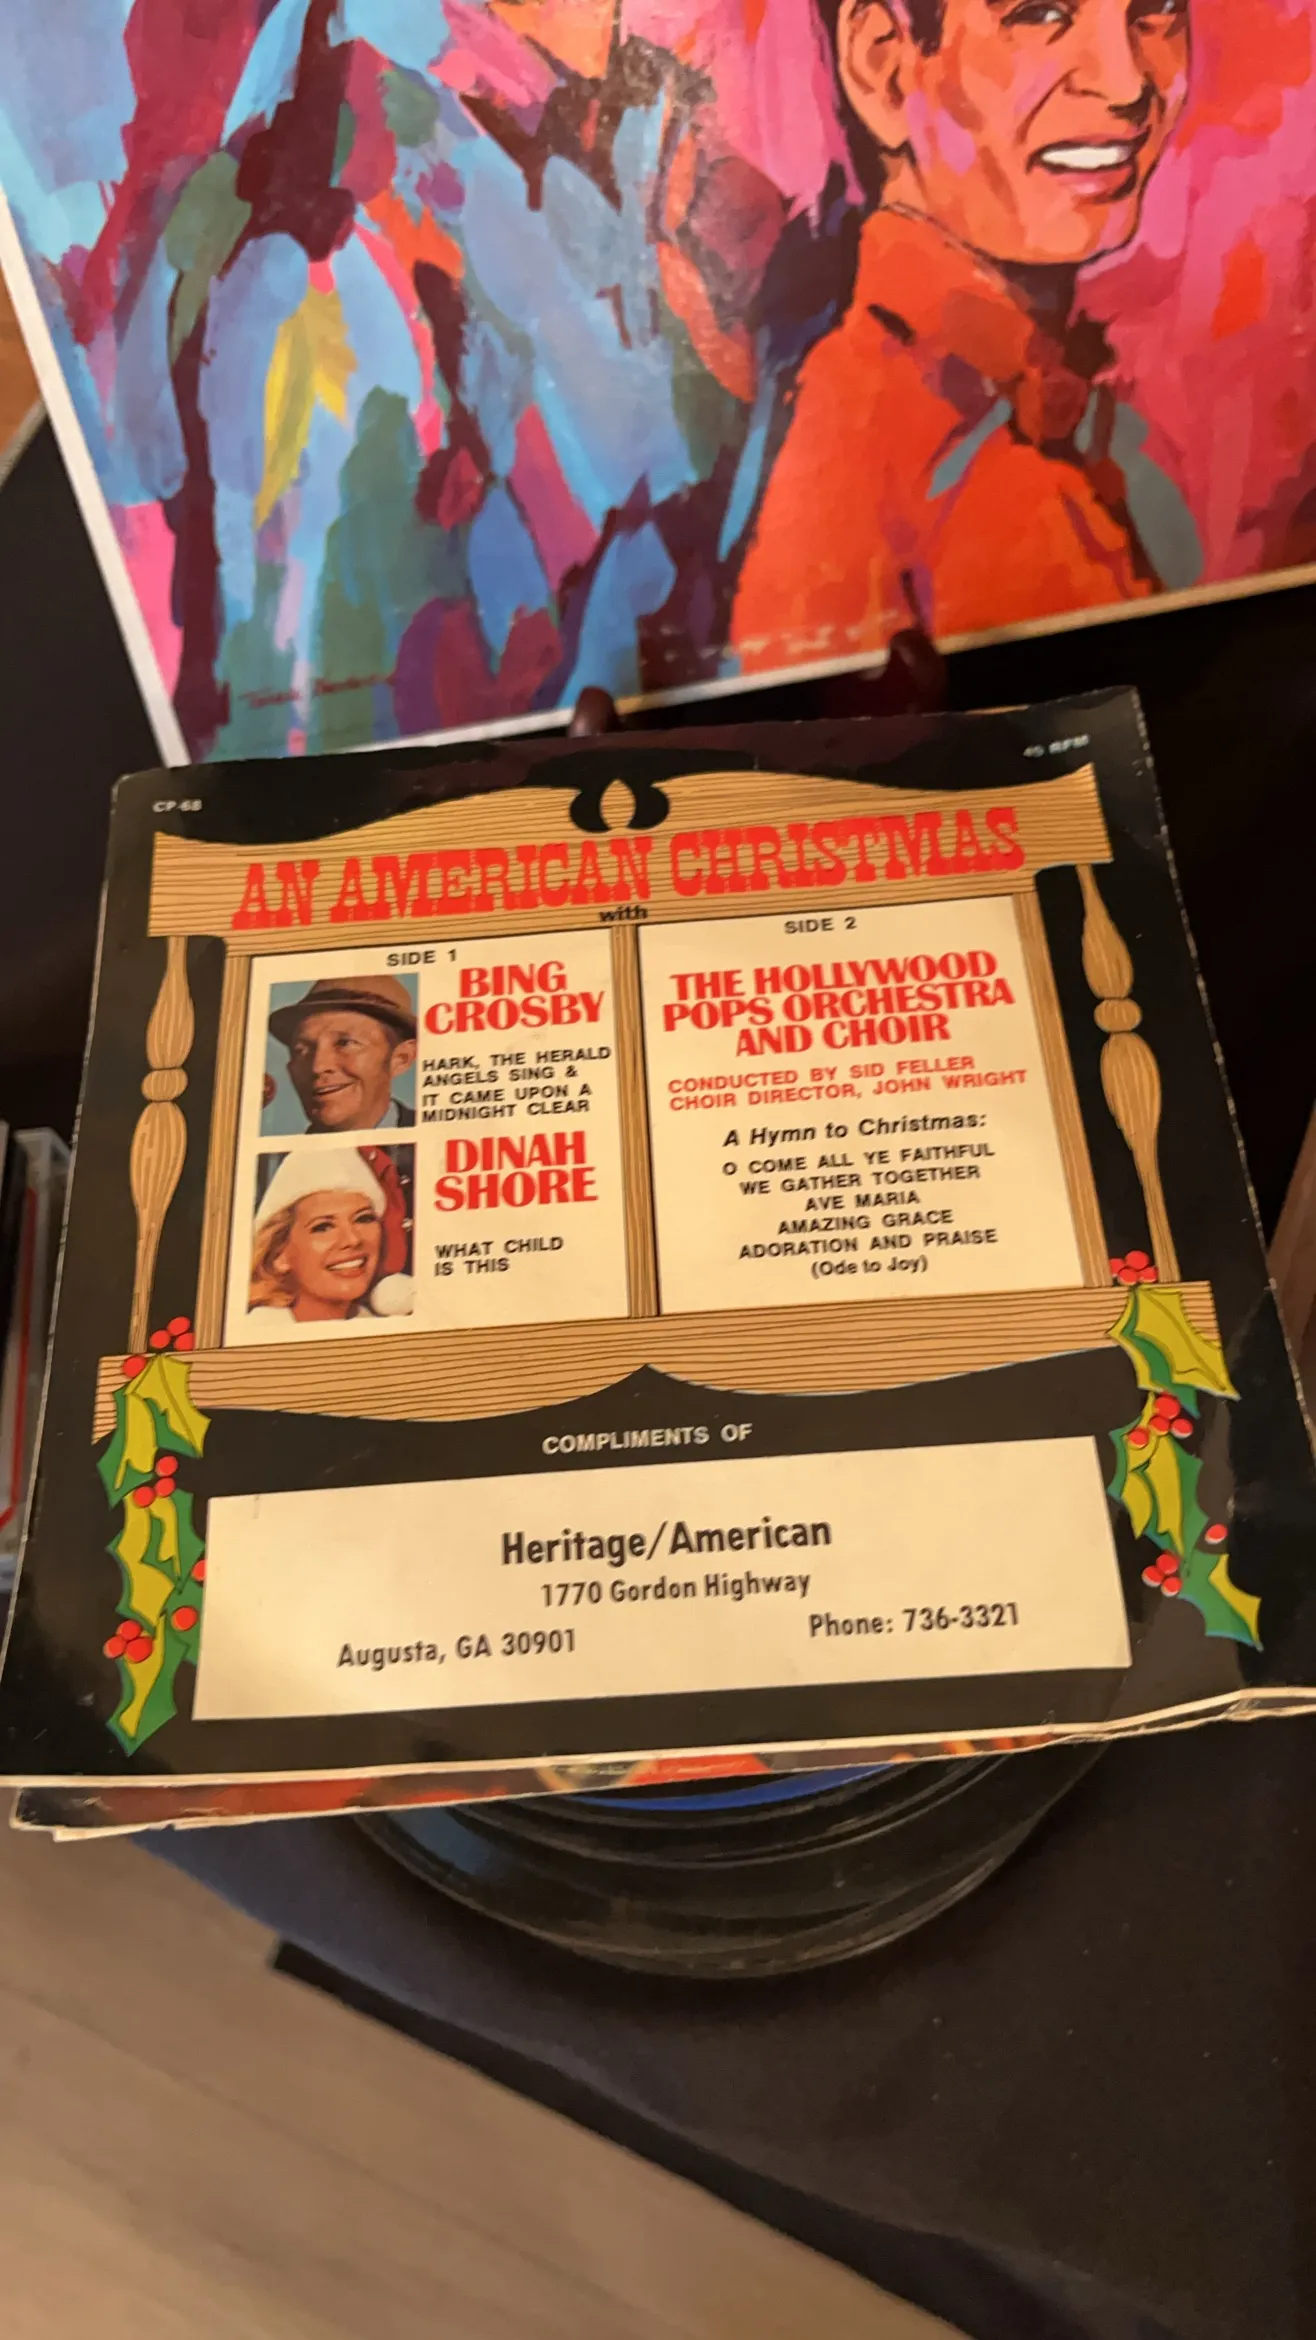 CP-68
45 RPM
AN AMERICAN CHRISTMAS
with
SIDE 1
BING
CROSBY
HARK, THE HERALD
ANGELS SING &
IT CAME UPON A
MIDNIGHT CLEAR
DINAH
SHORE
WHAT CHILD
IS THIS
SIDE 2
THE HOLLYWOOD
POPS ORCHESTRA
AND CHOIR
CONDUCTED BY SID FELLER
CHOIR DIRECTOR, JOHN WRIGHT
A Hymn to Christmas:
O COME ALL YE FAITHFUL
WE GATHER TOGETHER
AVE MARIA
AMAZING GRACE
ADORATION AND PRAISE
(Ode to Joy)
COMPLIMENTS OF
Heritage/American
1770 Gordon Highway
Augusta, GA 30901
Phone: 736-3321